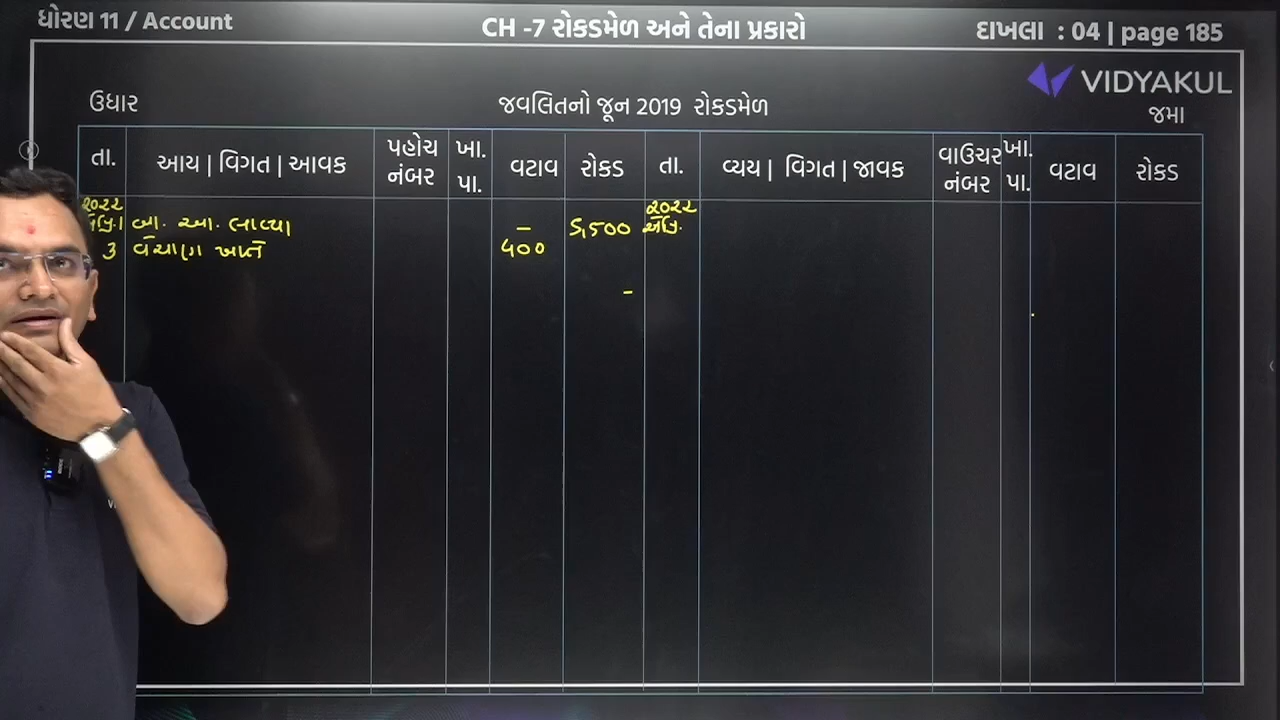 ધોરણ 11 / Account
CH -7 રોકડમેળ અને તેના પ્રકારો
દાખલા : 04 | page 185
VIDYAKUL
ઉધાર
જવલિતનો જૂન 2019 રોકડમેળ
જમા
તા. આય | વિગત | આવક પહોચ નંબર ખા. પા. વટાવ રોકડ તા. વ્યય | વિગત | જાવક વાઉચર નંબર ખા. પા. વટાવ રોકડ
૨૦૨૨ ૨૦૨૨
બા. આ. લાવ્યા – ૬,૫૦૦ એપ્રિ.
3 વેચાણ ખાતે ૫૦૦
–